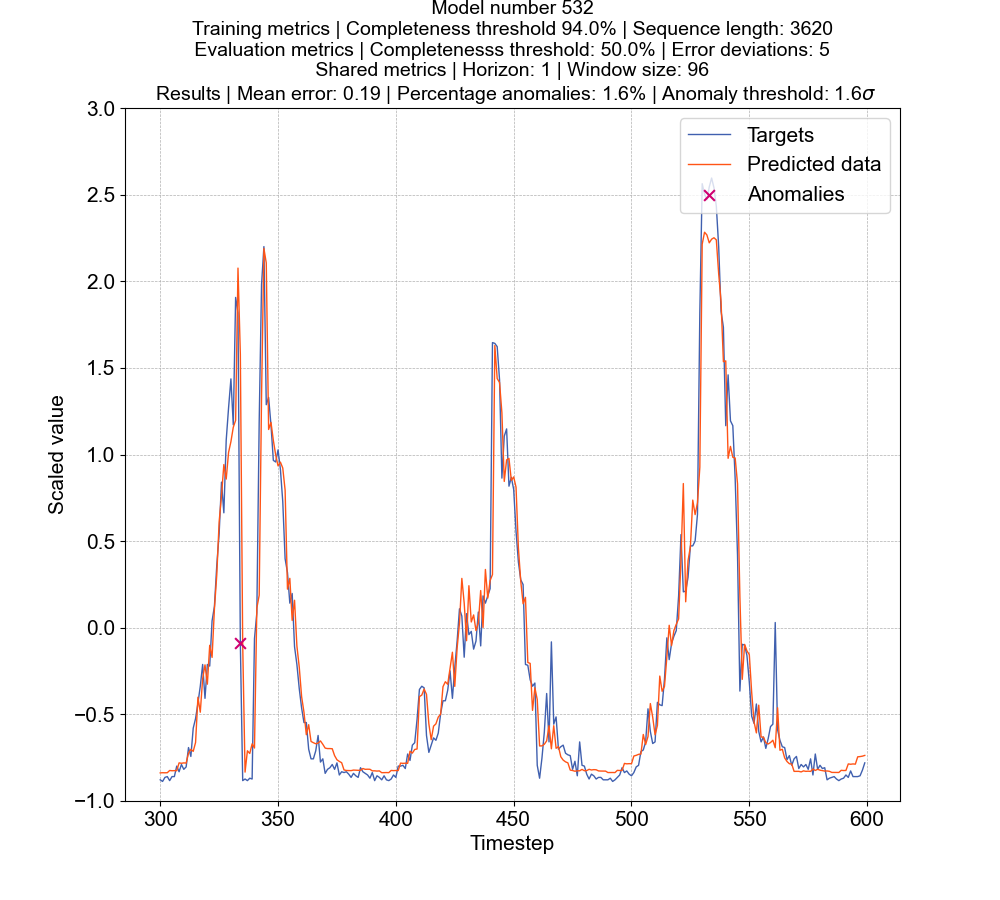 Model number 532
Training metrics | Completeness threshold 94.0% | Sequence length: 3620
Evaluation metrics | Completenesss threshold: 50.0% | Error deviations: 5
Shared metrics | Horizon: 1 | Window size: 96
Results | Mean error: 0.19 | Percentage anomalies: 1.6% | Anomaly threshold: 1.6σ
Targets
Predicted data
Anomalies
Scaled value
3.0
2.5
2.0
1.5
1.0
0.5
0.0
−0.5
−1.0
300 350 400 450 500 550 600
Timestep